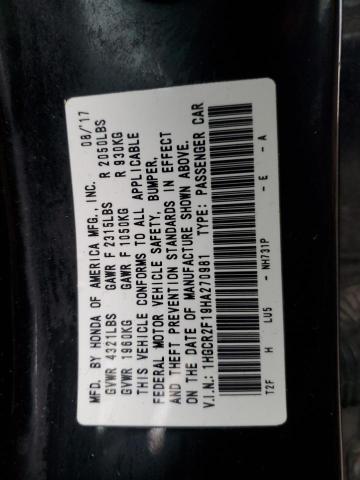 MFD. BY HONDA OF AMERICA MFG., INC. 08/17
GVWR 4321LBS GAWR F 2315LBS R 2050LBS
GVWR 1960KG GAWR F 1050KG R 930KG
THIS VEHICLE CONFORMS TO ALL APPLICABLE
FEDERAL MOTOR VEHICLE SAFETY, BUMPER,
AND THEFT PREVENTION STANDARDS IN EFFECT
ON THE DATE OF MANUFACTURE SHOWN ABOVE.
V.I.N.: 1HGCR2F19HA270981 TYPE: PASSENGER CAR
T2F H LU5 - NH731P - E - A